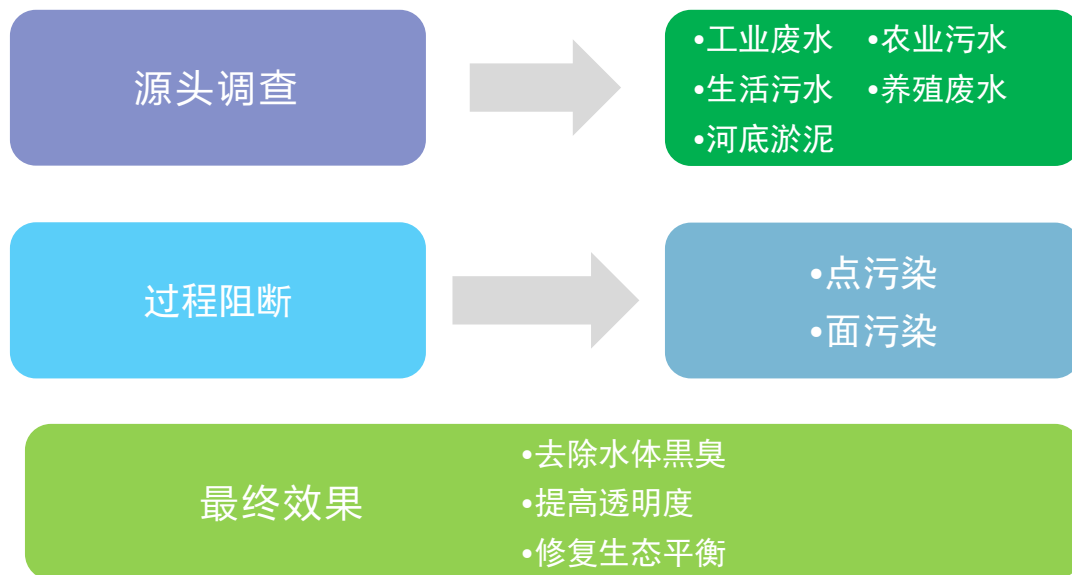 源头调查
•工业废水 •农业污水
•生活污水 •养殖废水
•河底淤泥
过程阻断
•点污染
•面污染
最终效果
•去除水体黑臭
•提高透明度
•修复生态平衡